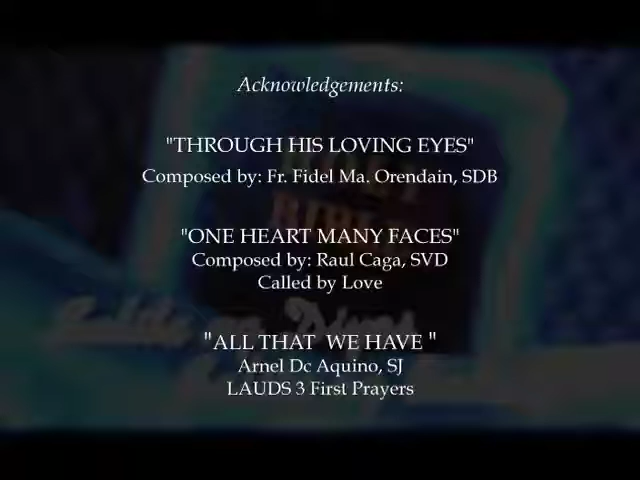 Acknowledgements:
"THROUGH HIS LOVING EYES"
Composed by: Fr. Fidel Ma. Orendain, SDB
"ONE HEART MANY FACES"
Composed by: Raul Caga, SVD
Called by Love
"ALL THAT WE HAVE "
Arnel Dc Aquino, SJ
LAUDS 3 First Prayers